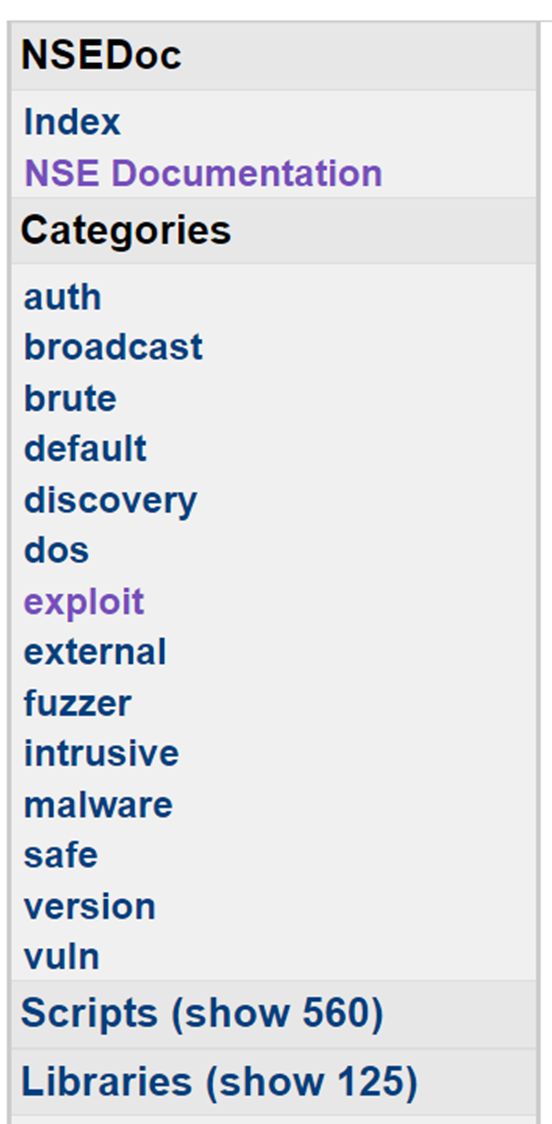 NSEDoc
Index
NSE Documentation
Categories
auth
broadcast
brute
default
discovery
dos
exploit
external
fuzzer
intrusive
malware
safe
version
vuln
Scripts (show 560)
Libraries (show 125)